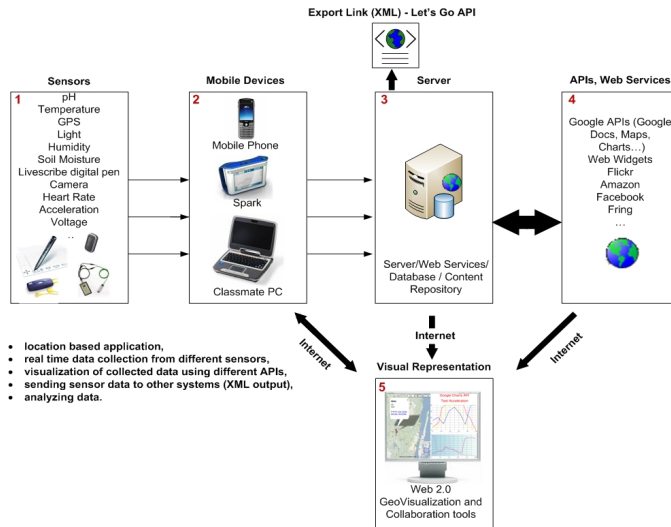 Export Link (XML) - Let's Go API
Sensors
Mobile Devices
Server
APIs, Web Services
1
pH
Temperature
GPS
Light
Humidity
Soil Moisture
Livescribe digital pen
Camera
Heart Rate
Acceleration
Voltage
..
2
Mobile Phone
Spark
Classmate PC
3
Server/Web Services/
Database / Content
Repository
4
Google APIs (Google
Docs, Maps,
Charts…)
Web Widgets
Flickr
Amazon
Facebook
Fring
…
Internet
Internet
Internet
• location based application,
• real time data collection from different sensors,
• visualization of collected data using different APIs,
• sending sensor data to other systems (XML output),
• analyzing data.
Visual Representation
5
Google Charts API
Web 2.0
GeoVisualization and
Collaboration tools